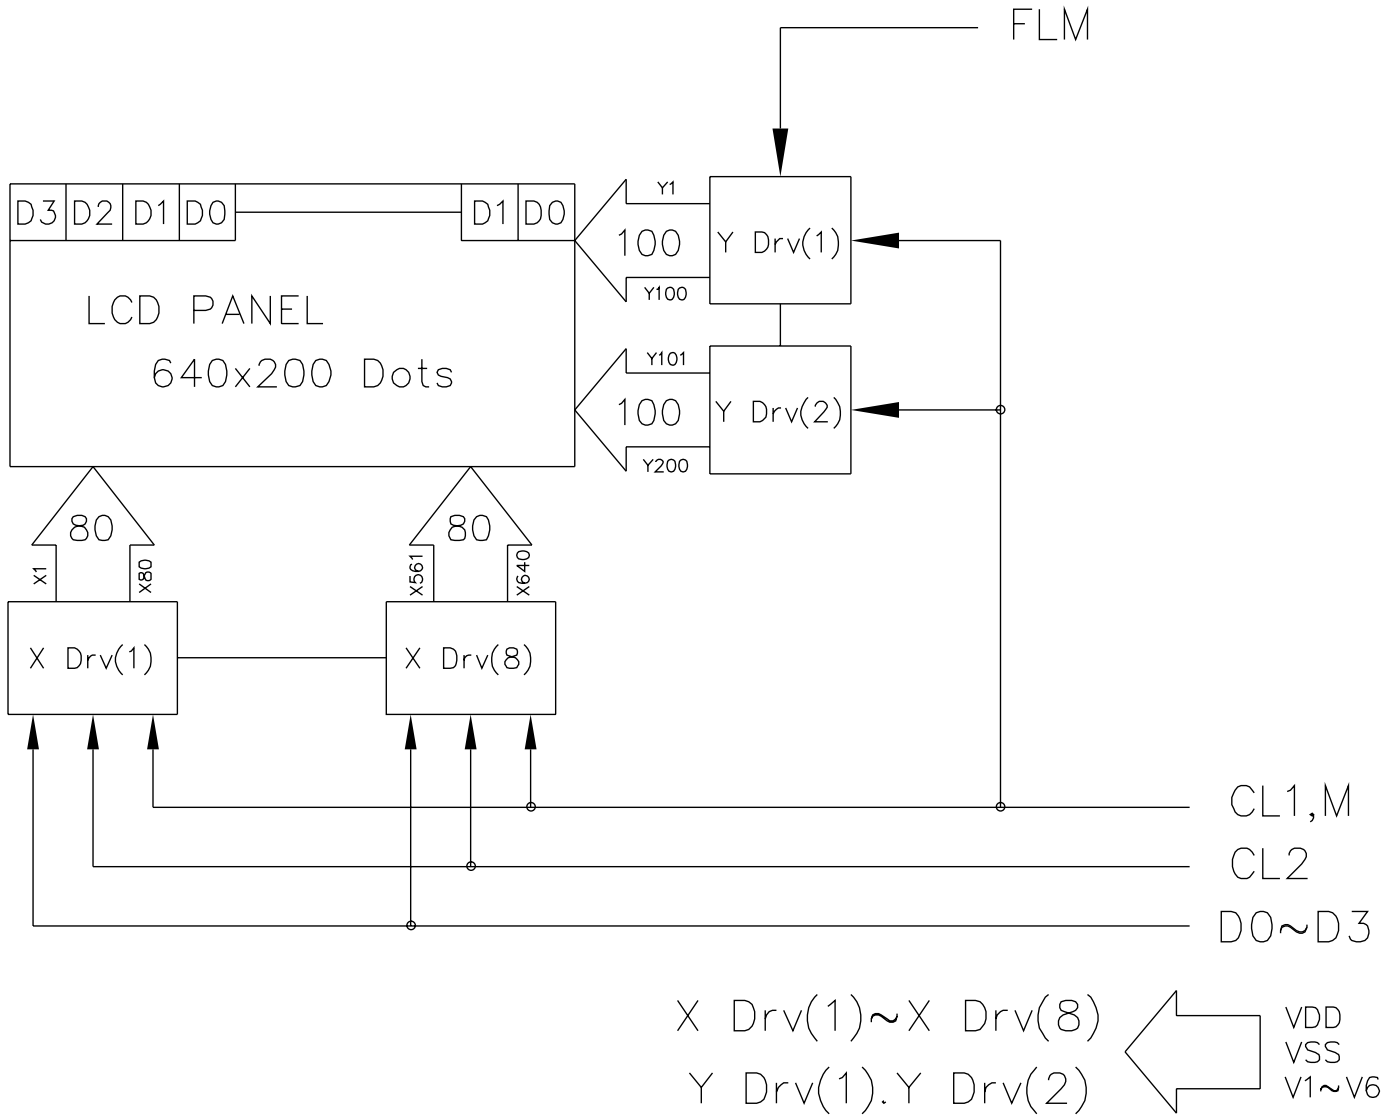 FLM
D3 D2 D1 D0 D1 D0
Y1
100
Y100
Y Drv(1)
LCD PANEL
640x200 Dots
Y101
100
Y200
Y Drv(2)
80
80
X1
X80
X561
X640
X Drv(1)
X Drv(8)
CL1,M
CL2
D0~D3
X Drv(1)~X Drv(8)
Y Drv(1).Y Drv(2)
VDD
VSS
V1~V6